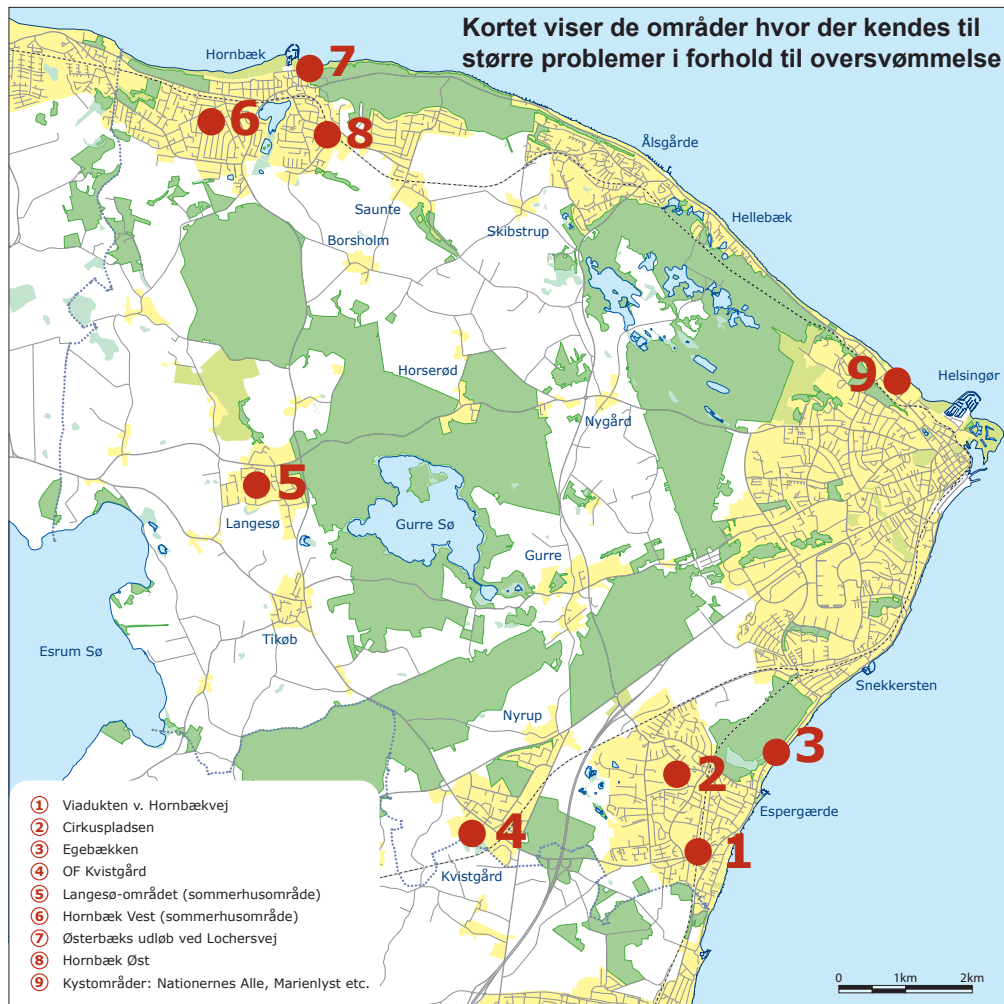 Kortet viser de områder hvor der kendes til
større problemer i forhold til oversvømmelse
Hornbæk
7
6
8
Ålsgårde
Saunte
Hellebæk
Borsholm
Skibstrup
Horserød
9
Helsingør
Nygård
5
Langesø
Gurre Sø
Gurre
Tikøb
Esrum Sø
Snekkersten
Nyrup
3
2
Espergærde
4
1
Kvistgård
1 Viadukten v. Hornbækvej
2 Cirkuspladsen
3 Egebækken
4 OF Kvistgård
5 Langesø-området (sommerhusområde)
6 Hornbæk Vest (sommerhusområde)
7 Østerbæks udløb ved Lochersvej
8 Hornbæk Øst
9 Kystområder: Nationernes Alle, Marienlyst etc.
0 1km 2km